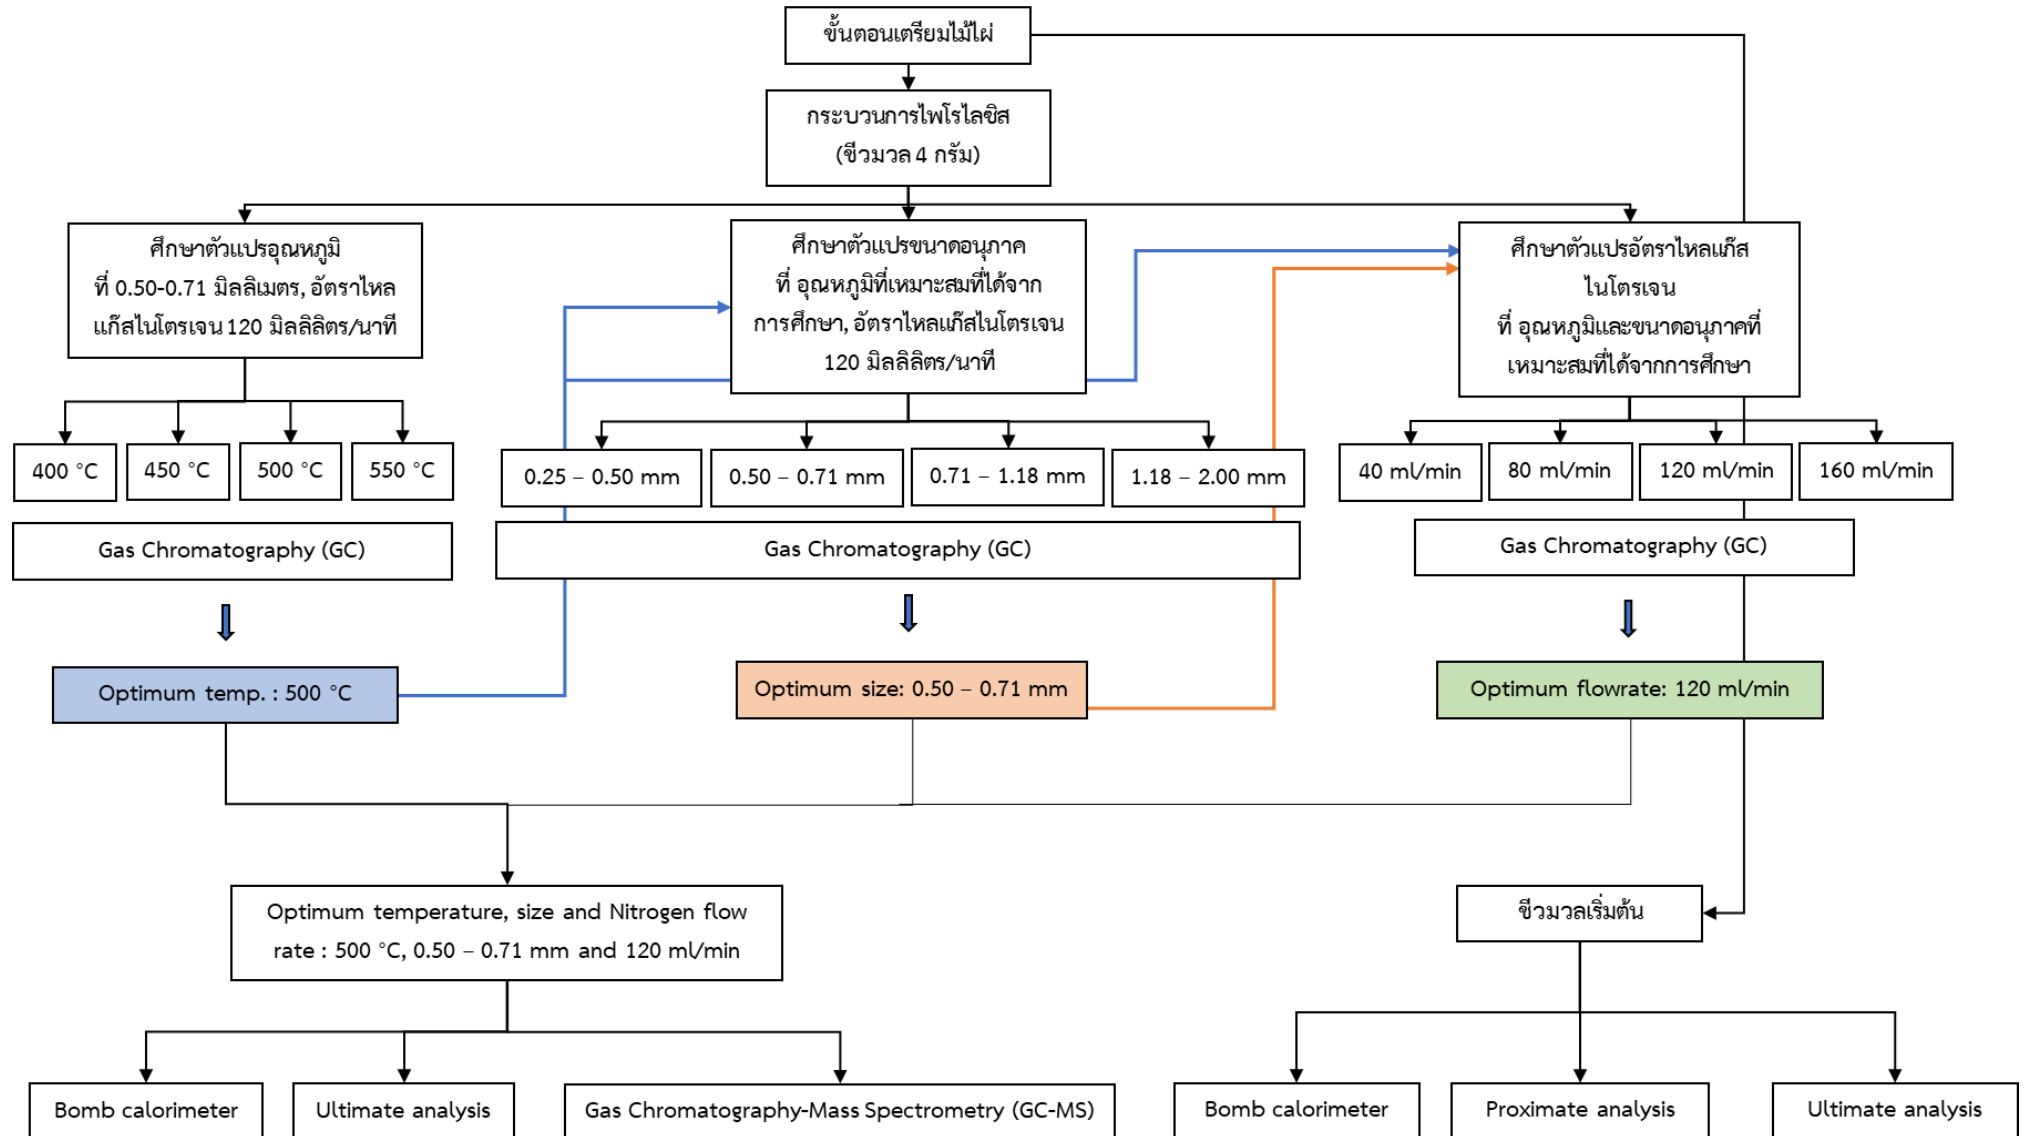 ขั้นตอนเตรียมไม้ไผ่
กระบวนการไพโรไลซิส
(ชีวมวล 4 กรัม)
ศึกษาตัวแปรอุณหภูมิ
ที่ 0.50-0.71 มิลลิเมตร, อัตราไหล
แก๊สไนโตรเจน 120 มิลลิลิตร/นาที
ศึกษาตัวแปรขนาดอนุภาค
ที่ อุณหภูมิที่เหมาะสมที่ได้จาก
การศึกษา, อัตราไหลแก๊สไนโตรเจน
120 มิลลิลิตร/นาที
ศึกษาตัวแปรอัตราไหลแก๊ส
ไนโตรเจน
ที่ อุณหภูมิและขนาดอนุภาคที่
เหมาะสมที่ได้จากการศึกษา
400 °C
450 °C
500 °C
550 °C
0.25 – 0.50 mm
0.50 – 0.71 mm
0.71 – 1.18 mm
1.18 – 2.00 mm
40 ml/min
80 ml/min
120 ml/min
160 ml/min
Gas Chromatography (GC)
Gas Chromatography (GC)
Gas Chromatography (GC)
Optimum temp. : 500 °C
Optimum size: 0.50 – 0.71 mm
Optimum flowrate: 120 ml/min
Optimum temperature, size and Nitrogen flow
rate : 500 °C, 0.50 – 0.71 mm and 120 ml/min
ชีวมวลเริ่มต้น
Bomb calorimeter
Ultimate analysis
Gas Chromatography-Mass Spectrometry (GC-MS)
Bomb calorimeter
Proximate analysis
Ultimate analysis